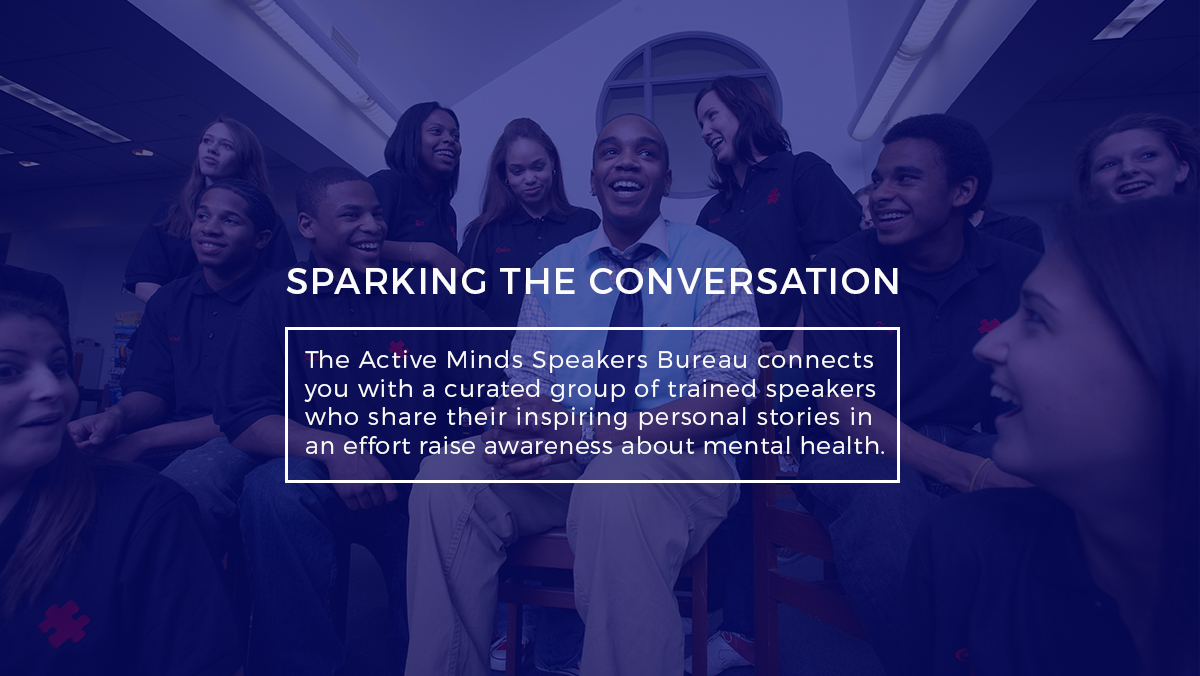 SPARKING THE CONVERSATION
The Active Minds Speakers Bureau connects
you with a curated group of trained speakers
who share their inspiring personal stories in
an effort raise awareness about mental health.